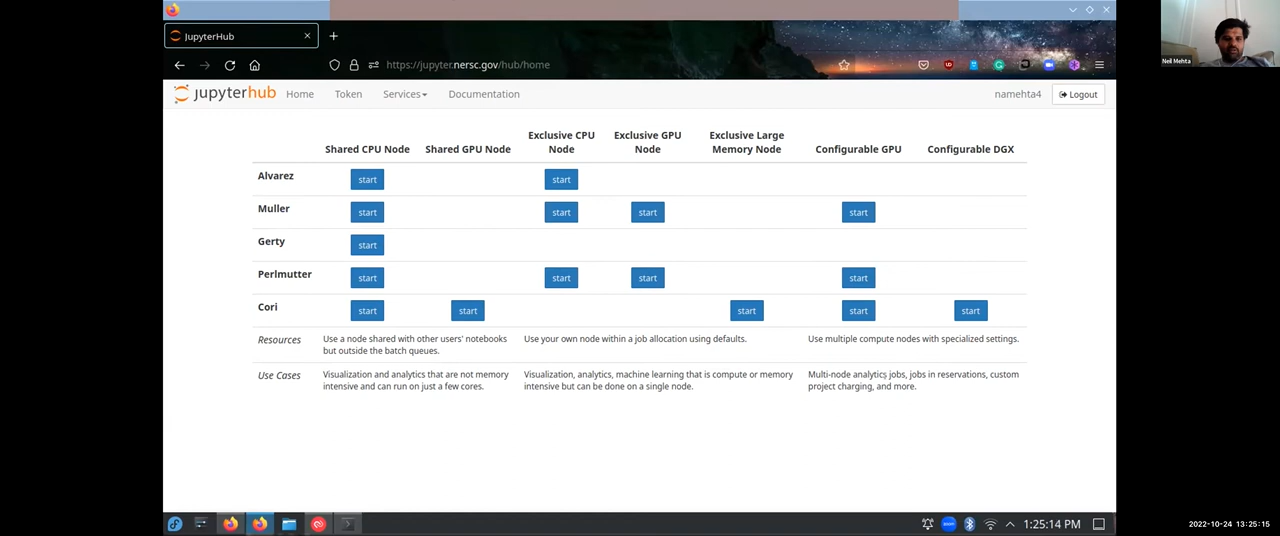 JupyterHub
https://jupyter.nersc.gov/hub/home
jupyterhub Home Token Services Documentation namehta4 Logout
Shared CPU Node Shared GPU Node Exclusive CPU Node Exclusive GPU Node Exclusive Large Memory Node Configurable GPU Configurable DGX
Alvarez start start
Muller start start start start
Gerty start
Perlmutter start start start start
Cori start start start start start
Resources Use a node shared with other users' notebooks but outside the batch queues. Use your own node within a job allocation using defaults. Use multiple compute nodes with specialized settings.
Use Cases Visualization and analytics that are not memory intensive and can run on just a few cores. Visualization, analytics, machine learning that is compute or memory intensive but can be done on a single node. Multi-node analytics jobs, jobs in reservations, custom project charging, and more.
zoom
1:25:14 PM
Neil Mehta
2022-10-24 13:25:15